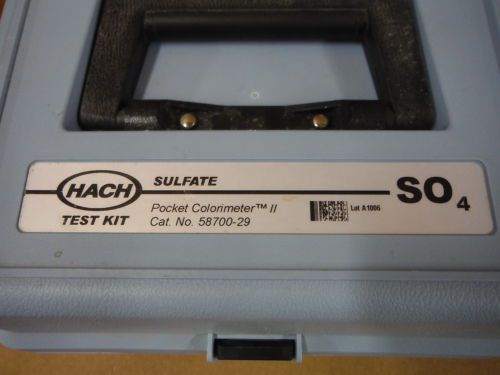 HACH
TEST KIT
SULFATE
Pocket Colorimeter™ II
Cat. No. 58700-29
Lot A1006
SO4